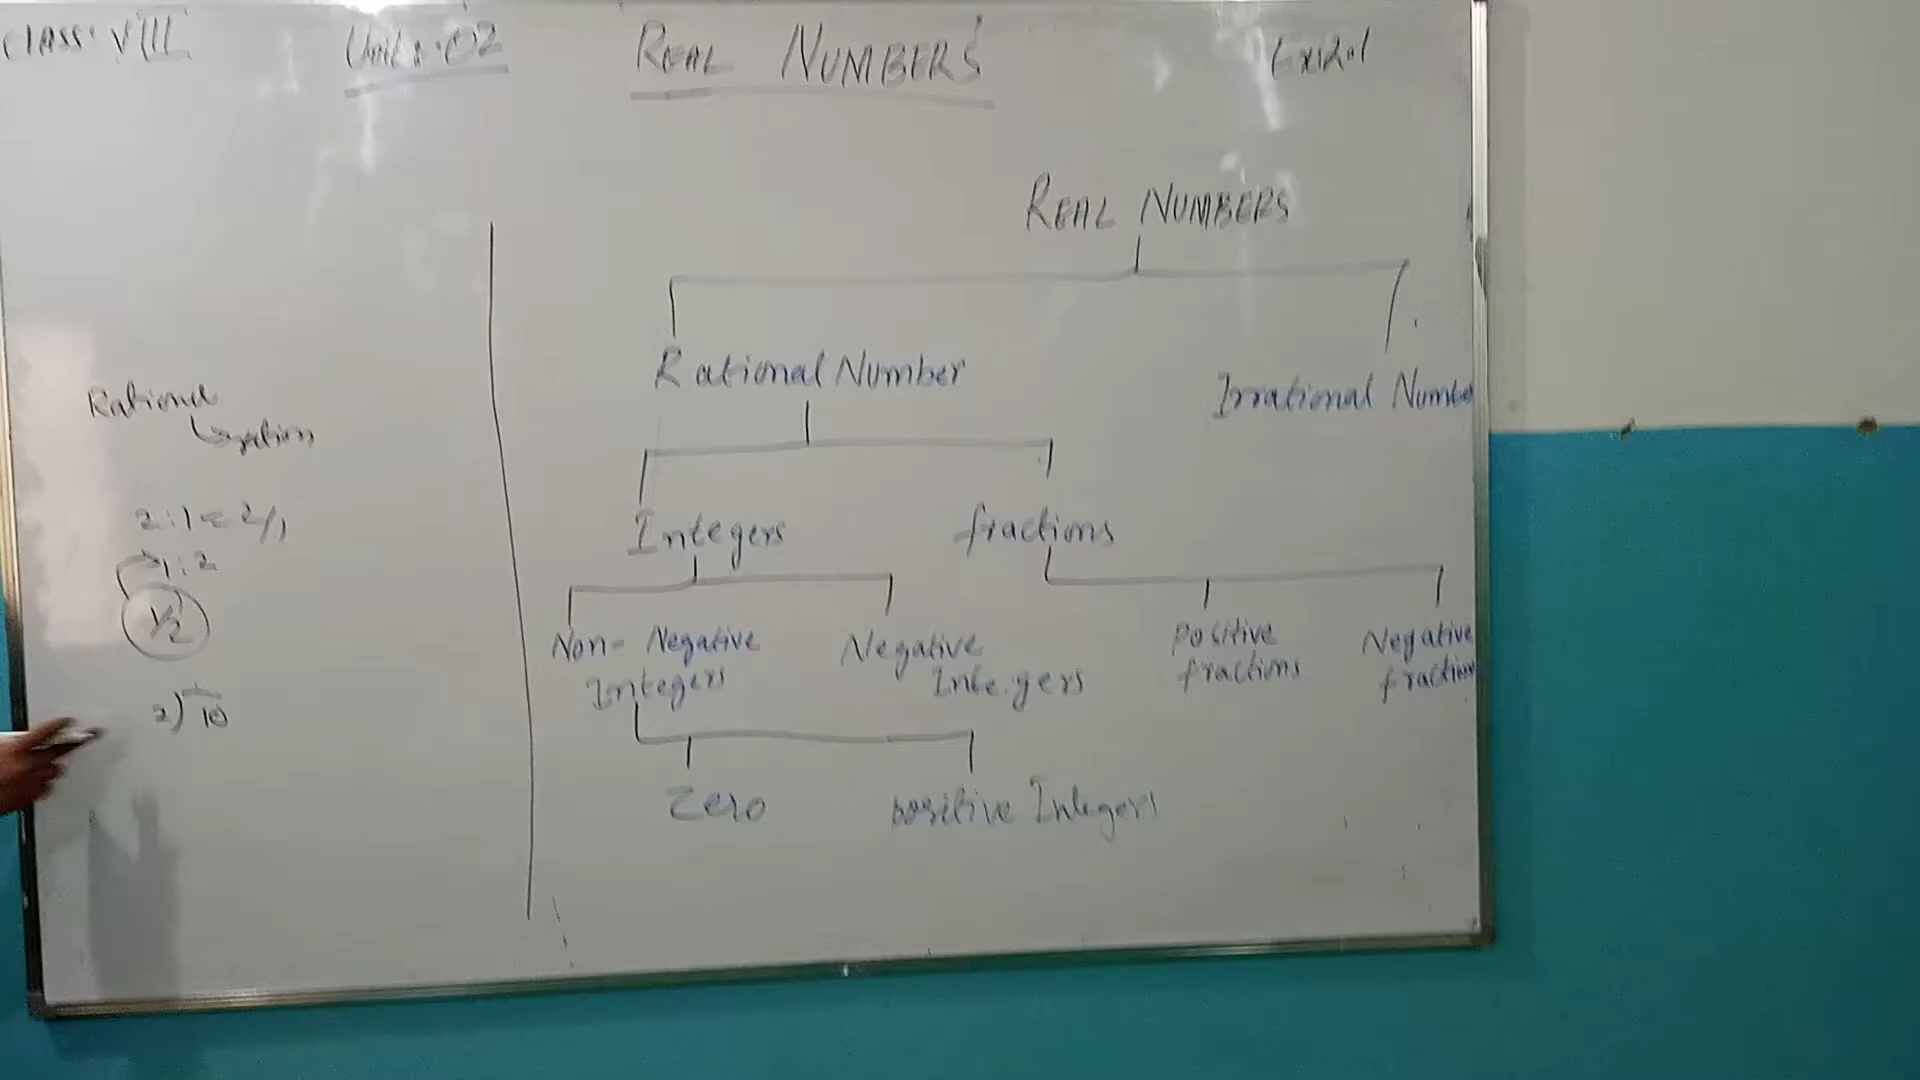 CLASS: VIII
Unit: 02
REAL NUMBERS
Ex: 2.1
REAL NUMBERS
Rational Number
Irrational Numbe
Integers
fractions
Non-Negative
Integers
Negative
Integers
Positive
fractions
Negative
fraction
Zero
positive Integers
Rational
2:1 = 2/1
1:2
1/2
2)10